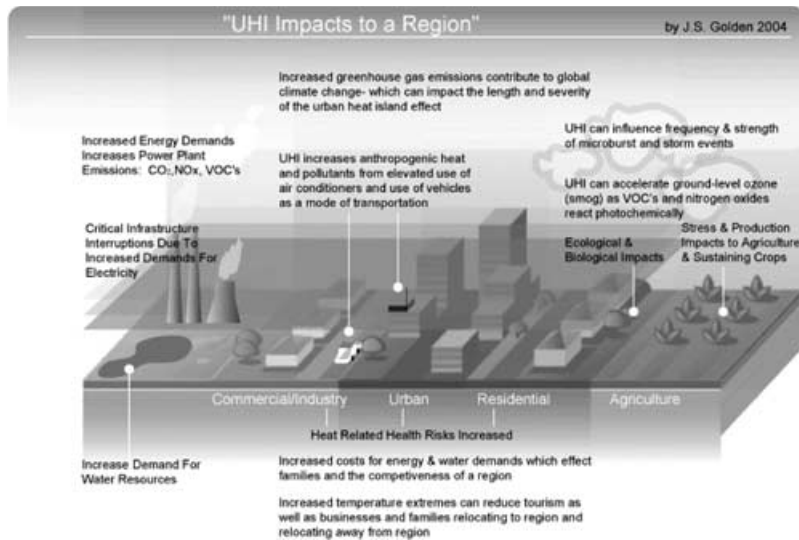 "UHI Impacts to a Region"
by J.S. Golden 2004
Increased greenhouse gas emissions contribute to global
climate change- which can impact the length and severity
of the urban heat island effect
Increased Energy Demands
Increases Power Plant
Emissions: CO₂,NOx, VOC's
UHI increases anthropogenic heat
and pollutants from elevated use of
air conditioners and use of vehicles
as a mode of transportation
UHI can influence frequency & strength
of microburst and storm events
UHI can accelerate ground-level ozone
(smog) as VOC's and nitrogen oxides
react photochemically
Critical Infrastructure
Interruptions Due To
Increased Demands For
Electricity
Ecological &
Biological Impacts
Stress & Production
Impacts to Agriculture
& Sustaining Crops
Commercial/Industry
Urban
Residential
Agriculture
Heat Related Health Risks Increased
Increase Demand For
Water Resources
Increased costs for energy & water demands which effect
families and the competiveness of a region
Increased temperature extremes can reduce tourism as
well as businesses and families relocating to region and
relocating away from region